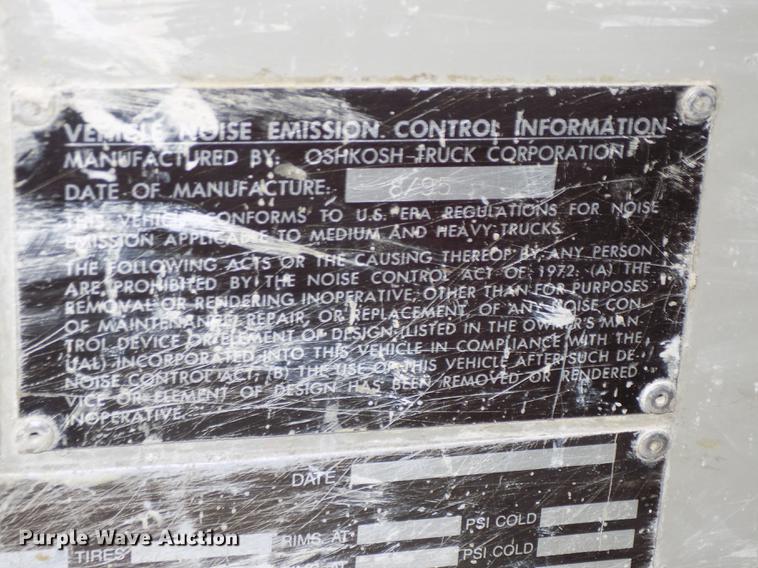 VEHICLE NOISE EMISSION CONTROL INFORMATION
MANUFACTURED BY: OSHKOSH TRUCK CORPORATION
DATE OF MANUFACTURE: 8/95
THIS VEHICLE CONFORMS TO U.S. EPA REGULATIONS FOR NOISE
EMISSION APPLICABLE TO MEDIUM AND HEAVY TRUCKS
THE FOLLOWING ACTS OR THE CAUSING THEREOF BY ANY PERSON
ARE PROHIBITED BY THE NOISE CONTROL ACT OF 1972: (A) THE
REMOVAL OR RENDERING INOPERATIVE, OTHER THAN FOR PURPOSES
OF MAINTENANCE, REPAIR, OR REPLACEMENT, OF ANY NOISE CON-
TROL DEVICE OR ELEMENT OF DESIGN (LISTED IN THE OWNER'S MAN-
UAL) INCORPORATED INTO THIS VEHICLE IN COMPLIANCE WITH THE
NOISE CONTROL ACT; (B) THE USE OF THIS VEHICLE AFTER SUCH DE-
VICE OR ELEMENT OF DESIGN HAS BEEN REMOVED OR RENDERED
INOPERATIVE.
DATE
RIMS AT PSI COLD
TIRES RIMS AT PSI COLD
Purple Wave Auction